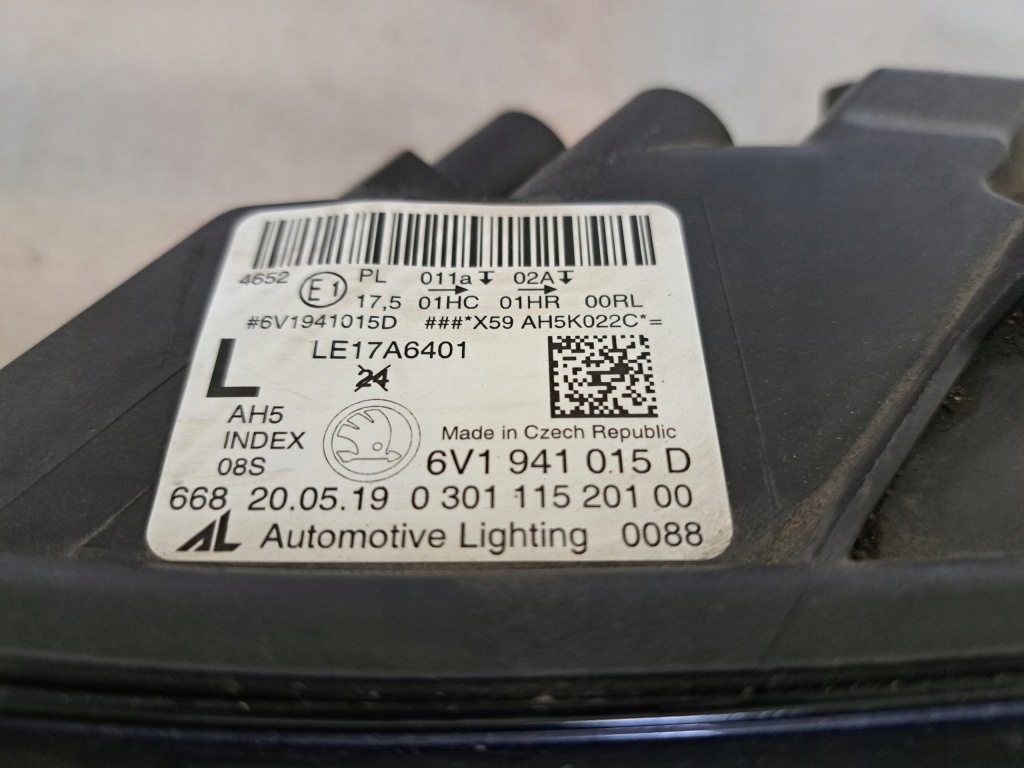 4652 E1 PL 011a 02A
17,5 01HC 01HR 00RL
#6V1941015D ###*X59 AH5K022C*=
L LE17A6401
24
AH5
INDEX
08S
Made in Czech Republic
6V1 941 015 D
668 20.05.19 0 301 115 201 00
AL Automotive Lighting 0088